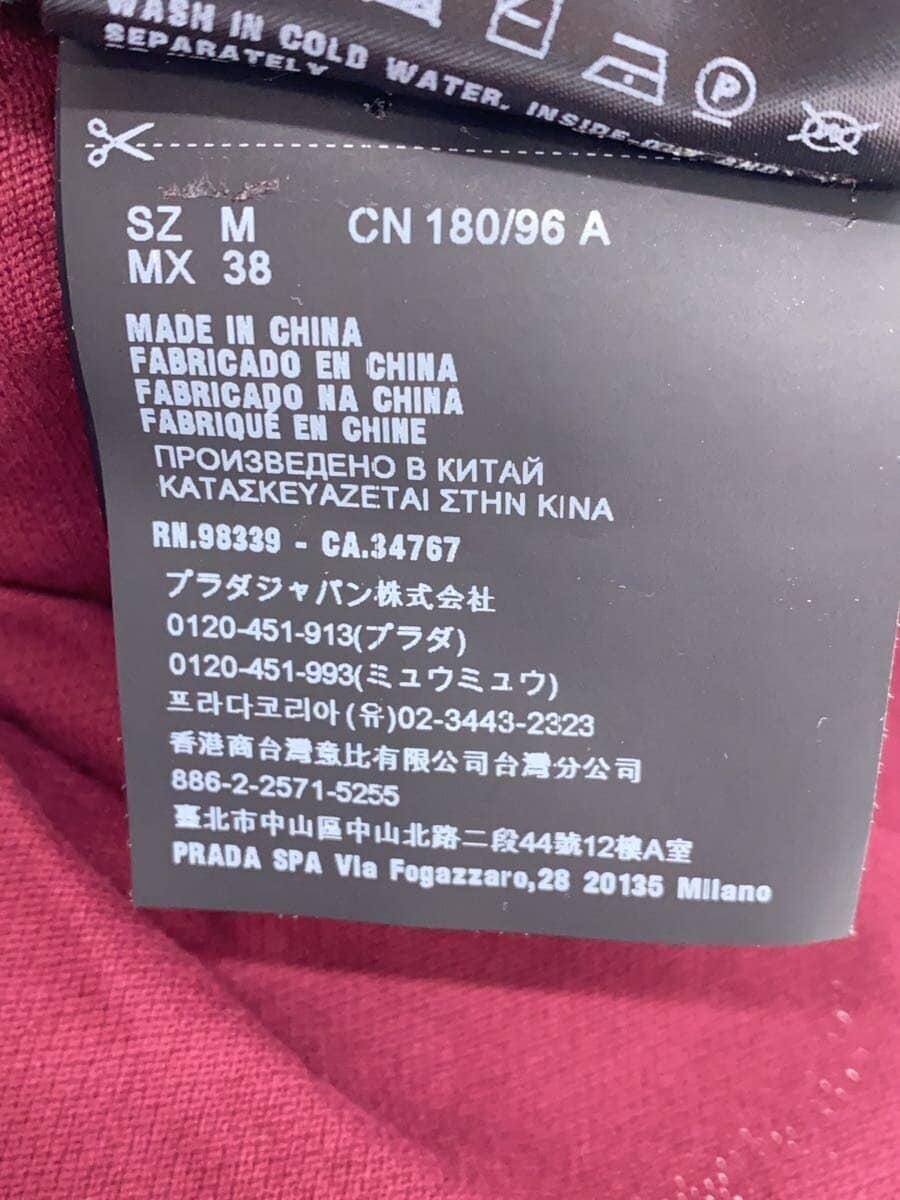 WASH IN COLD WATER, INSIDE-OUT,
SEPARATELY
SZ M CN 180/96 A
MX 38
MADE IN CHINA
FABRICADO EN CHINA
FABRICADO NA CHINA
FABRIQUÉ EN CHINE
ПРОИЗВЕДЕНО В КИТАЙ
ΚΑΤΑΣΚΕΥΑΖΕΤΑΙ ΣΤΗΝ ΚΙΝΑ
RN.98339 - CA.34767
プラダジャパン株式会社
0120-451-913(プラダ)
0120-451-993(ミュウミュウ)
프라다코리아(유)02-3443-2323
香港商台灣意比有限公司台灣分公司
886-2-2571-5255
臺北市中山區中山北路二段44號12樓A室
PRADA SPA Via Fogazzaro,28 20135 Milano